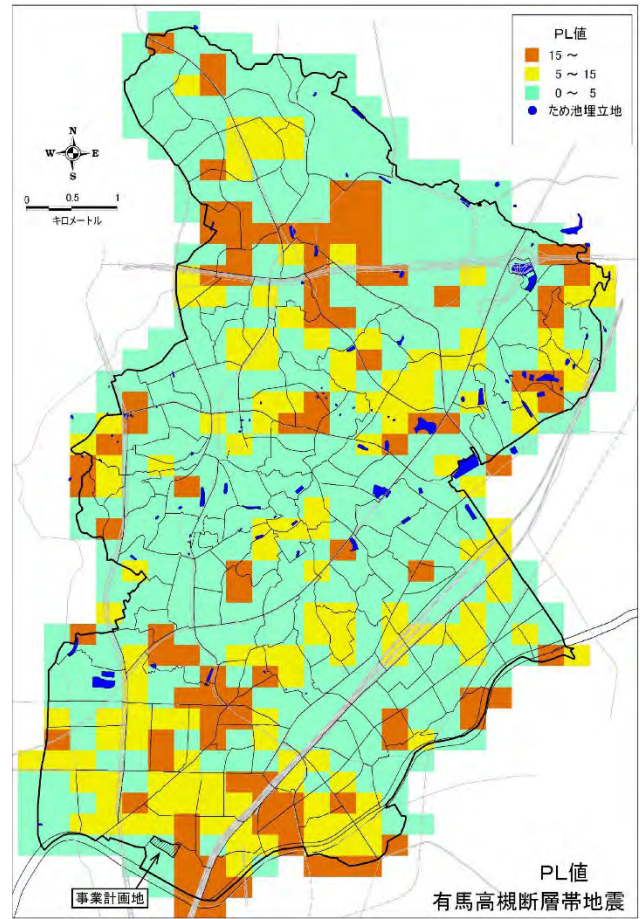 PL値
15 ～
5 ～ 15
0 ～ 5
ため池埋立地
N
W E
S
0 0.5 1
キロメートル
事業計画地
PL値
有馬高槻断層帯地震